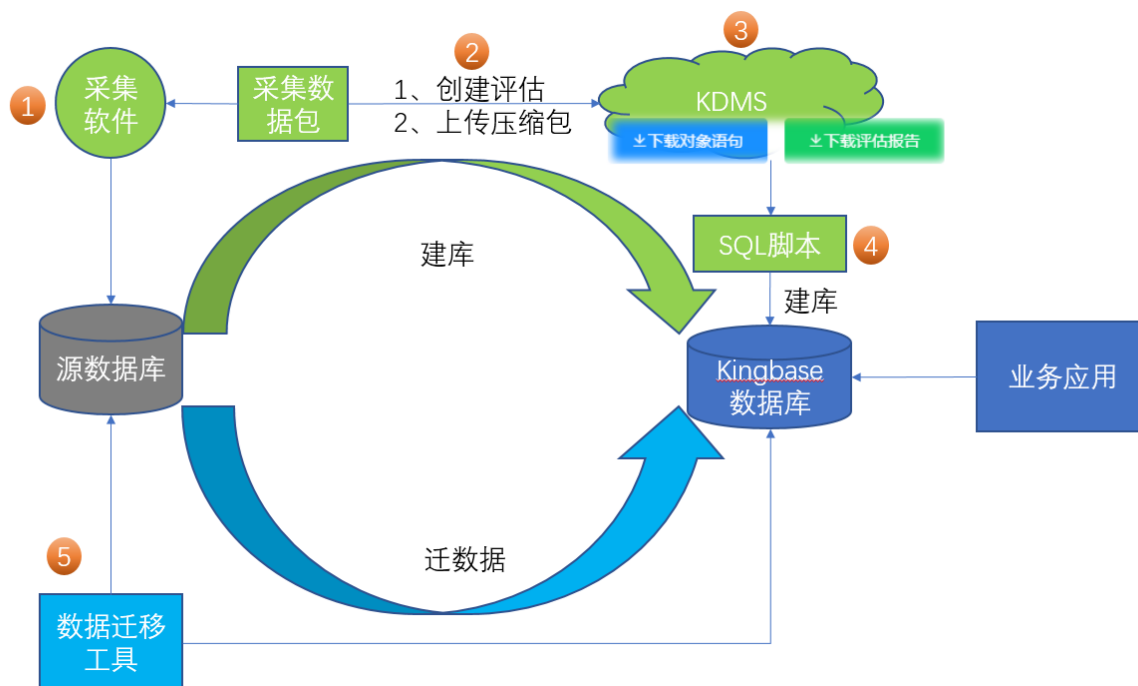 1
采集
软件
采集数
据包
2
1、创建评估
2、上传压缩包
3
KDMS
下载对象语句
下载评估报告
SQL脚本
4
建库
建库
源数据库
Kingbase
数据库
业务应用
迁数据
5
数据迁移
工具